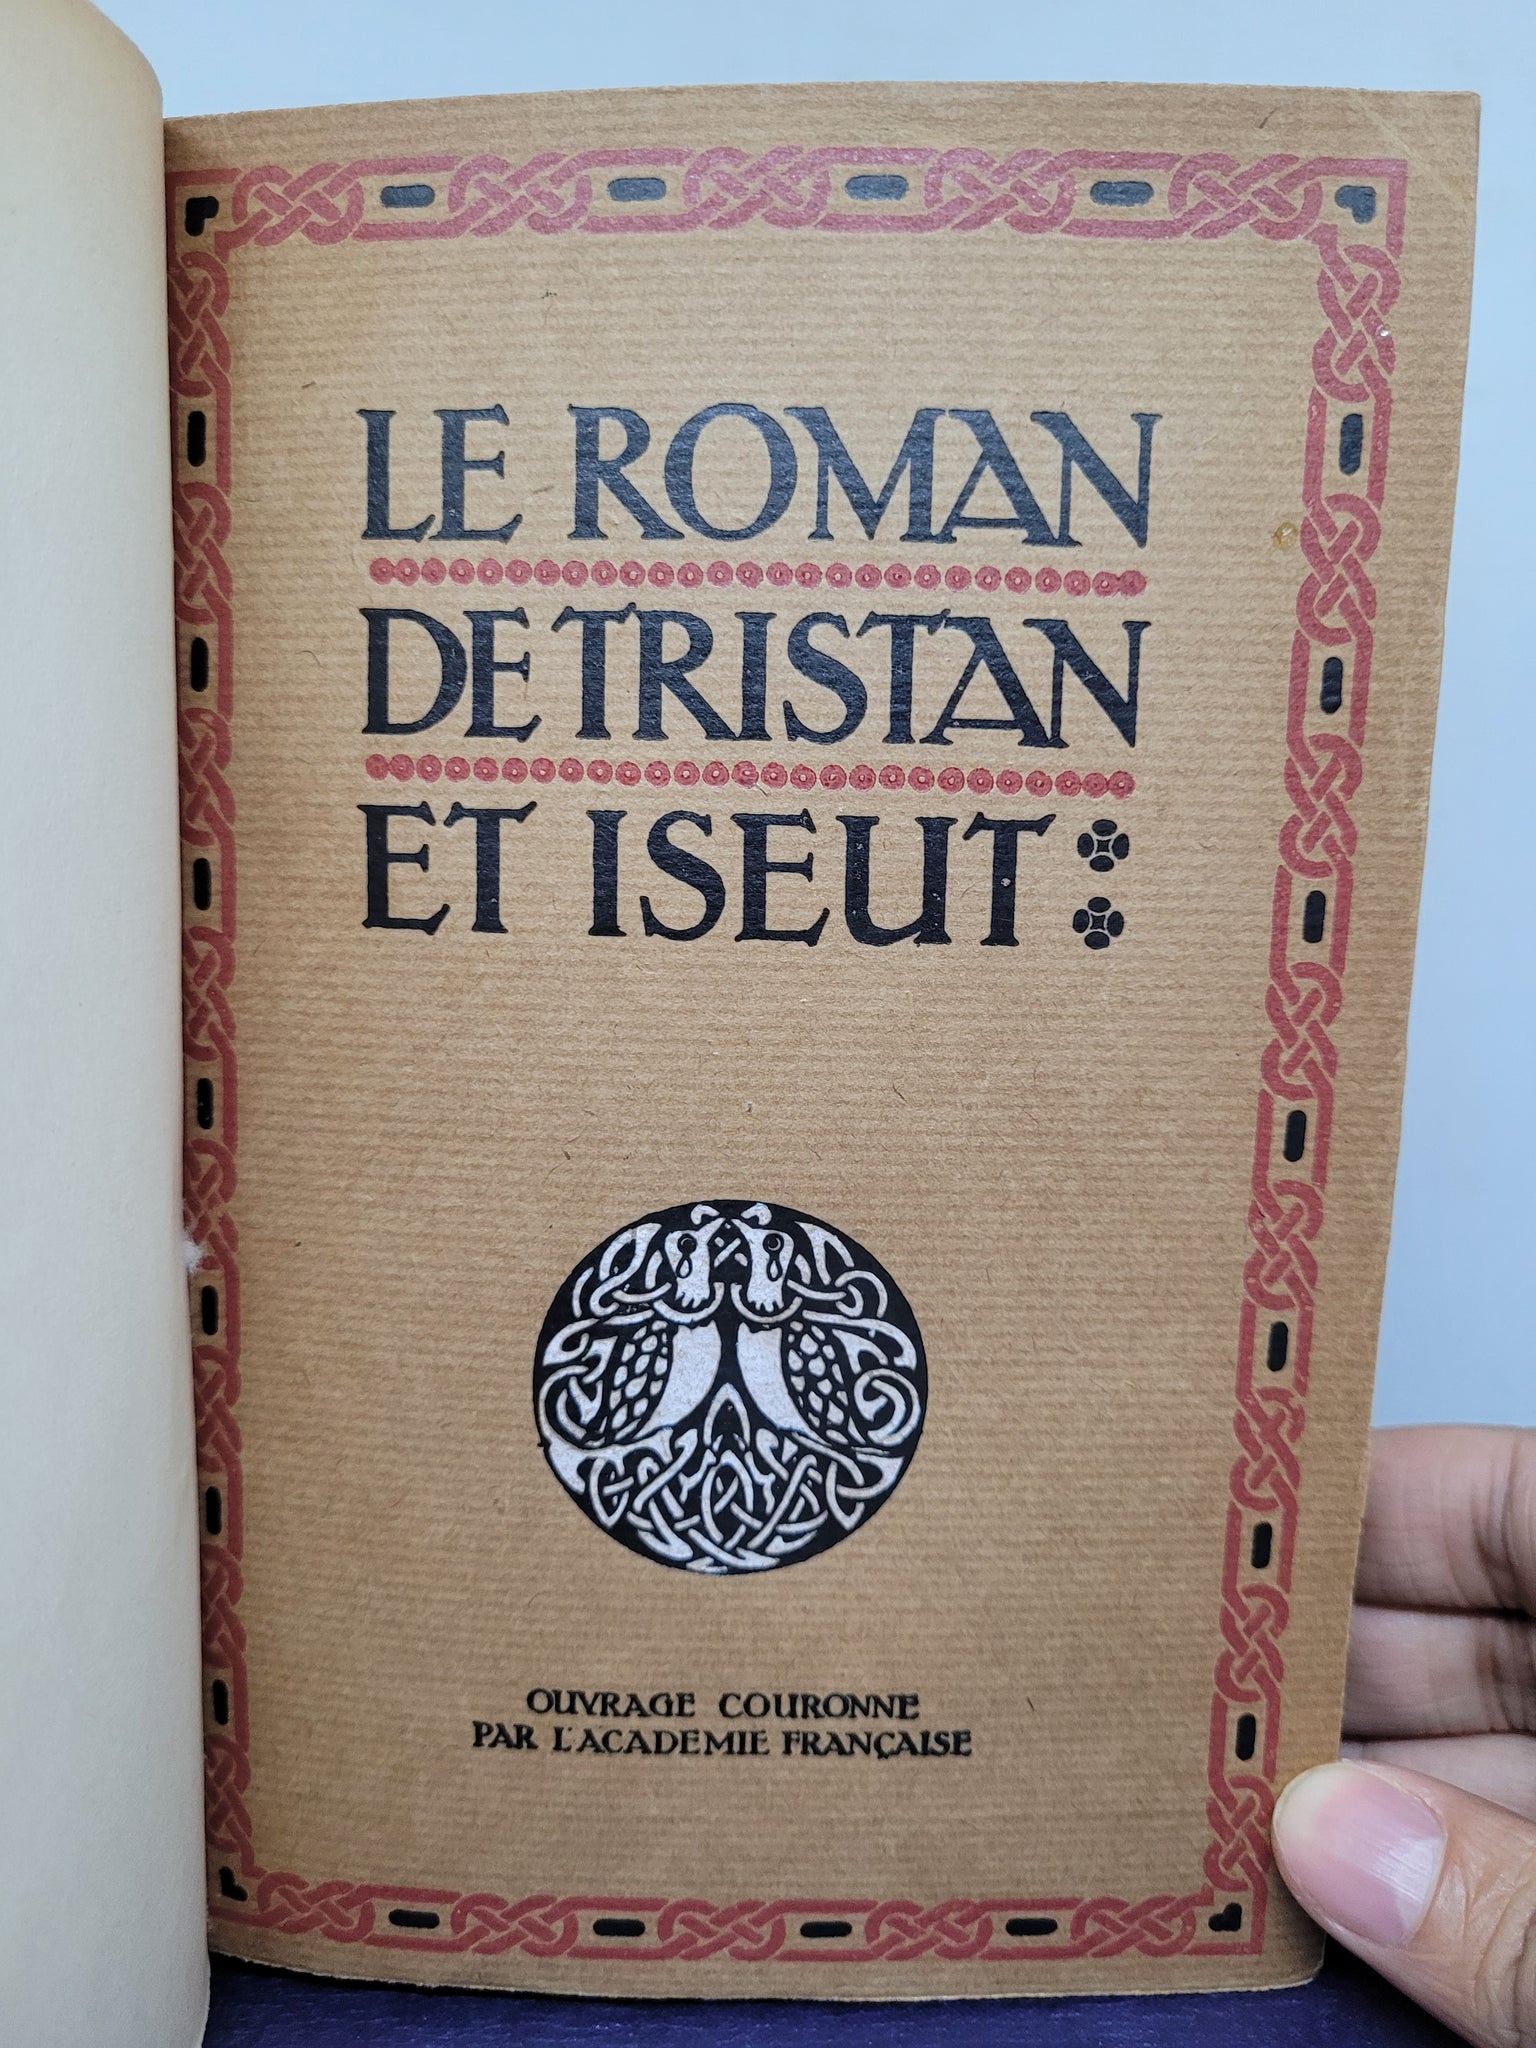 LE ROMAN
DE TRISTAN
ET ISEUT :
OUVRAGE COURONNE
PAR L'ACADEMIE FRANÇAISE